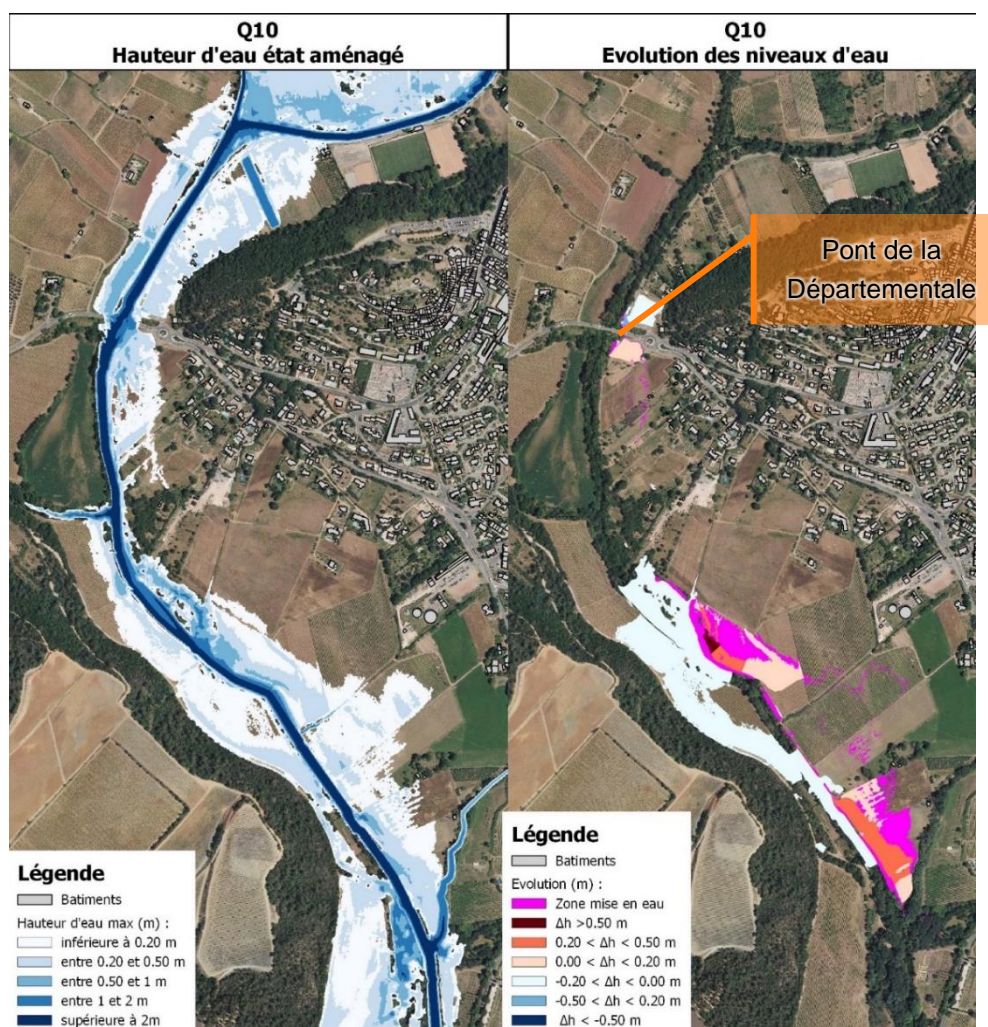 Q10
Hauteur d'eau état aménagé
Q10
Evolution des niveaux d'eau
Pont de la
Départementale
Légende
Batiments
Hauteur d'eau max (m) :
inférieure à 0.20 m
entre 0.20 et 0.50 m
entre 0.50 et 1 m
entre 1 et 2 m
supérieure à 2m
Légende
Batiments
Evolution (m) :
Zone mise en eau
Δh >0.50 m
0.20 < Δh < 0.50 m
0.00 < Δh < 0.20 m
-0.20 < Δh < 0.00 m
-0.50 < Δh < 0.20 m
Δh < -0.50 m